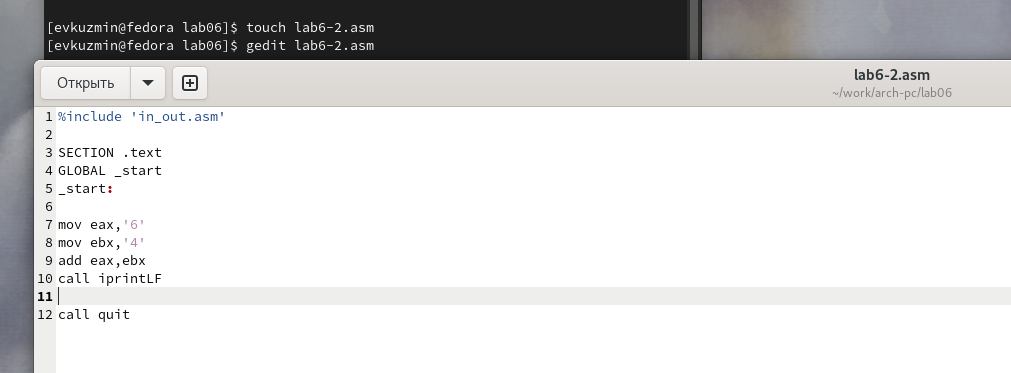 [evkuzmin@fedora lab06]$ touch lab6-2.asm
[evkuzmin@fedora lab06]$ gedit lab6-2.asm
Открыть
lab6-2.asm
~/work/arch-pc/lab06
1 %include 'in_out.asm'
2
3 SECTION .text
4 GLOBAL _start
5 _start:
6
7 mov eax,'6'
8 mov ebx,'4'
9 add eax,ebx
10 call iprintLF
11
12 call quit